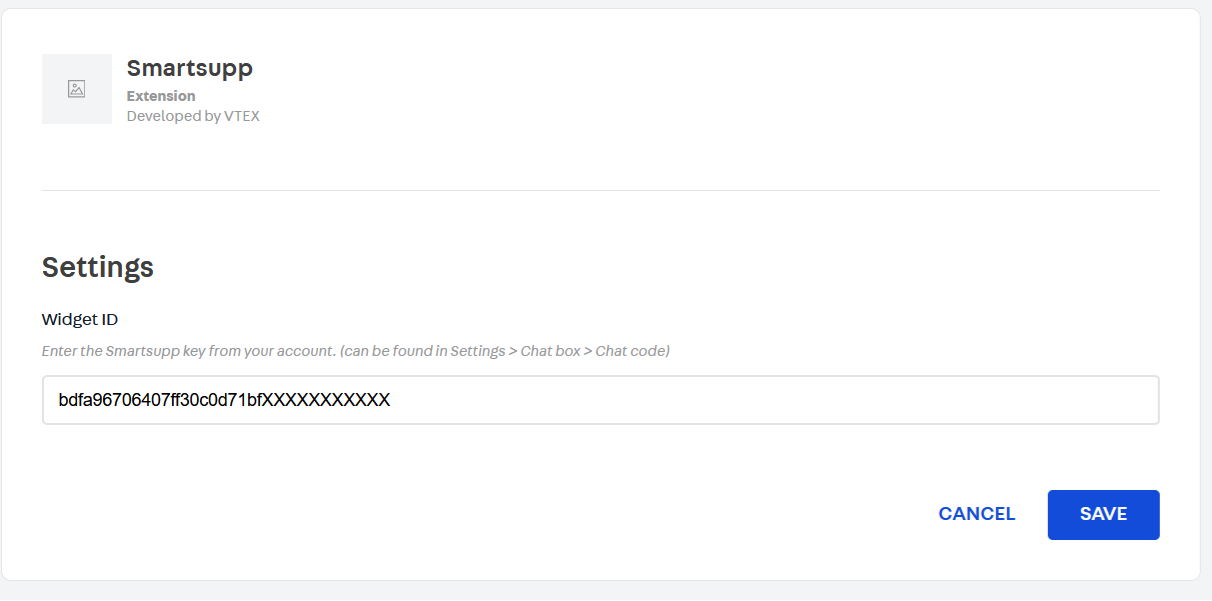 Smartsupp
Extension
Developed by VTEX
Settings
Widget ID
Enter the Smartsupp key from your account. (can be found in Settings > Chat box > Chat code)
bdfa96706407ff30c0d71bfXXXXXXXXXXX
CANCEL
SAVE